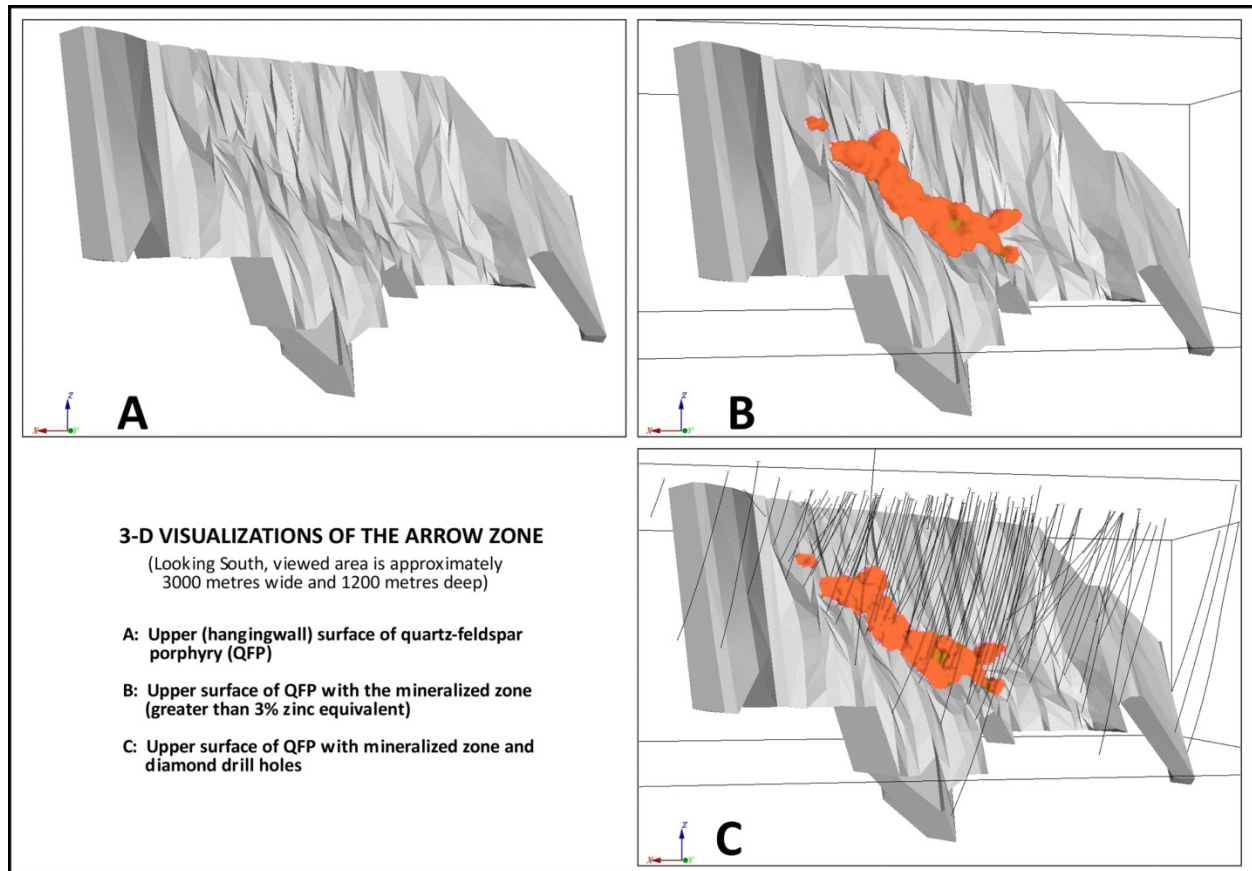 A
X
Y
Z
B
X
Y
Z
3-D VISUALIZATIONS OF THE ARROW ZONE
(Looking South, viewed area is approximately
3000 metres wide and 1200 metres deep)
A: Upper (hangingwall) surface of quartz-feldspar
porphyry (QFP)
B: Upper surface of QFP with the mineralized zone
(greater than 3% zinc equivalent)
C: Upper surface of QFP with mineralized zone and
diamond drill holes
C
X
Y
Z